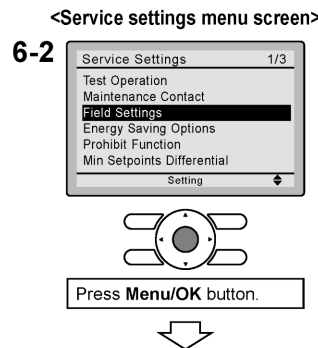 <Service settings menu screen>
6-2
Service Settings 1/3
Test Operation
Maintenance Contact
Field Settings
Energy Saving Options
Prohibit Function
Min Setpoints Differential
Setting
Press Menu/OK button.